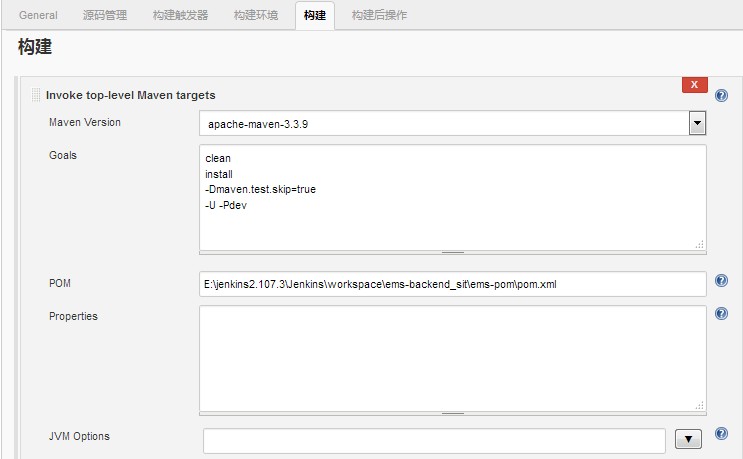 General 源码管理 构建触发器 构建环境 构建 构建后操作
构建
Invoke top-level Maven targets
X
Maven Version
apache-maven-3.3.9
Goals
clean
install
-Dmaven.test.skip=true
-U -Pdev
POM
E:\jenkins2.107.3\Jenkins\workspace\ems-backend_sit\ems-pom\pom.xml
Properties
JVM Options